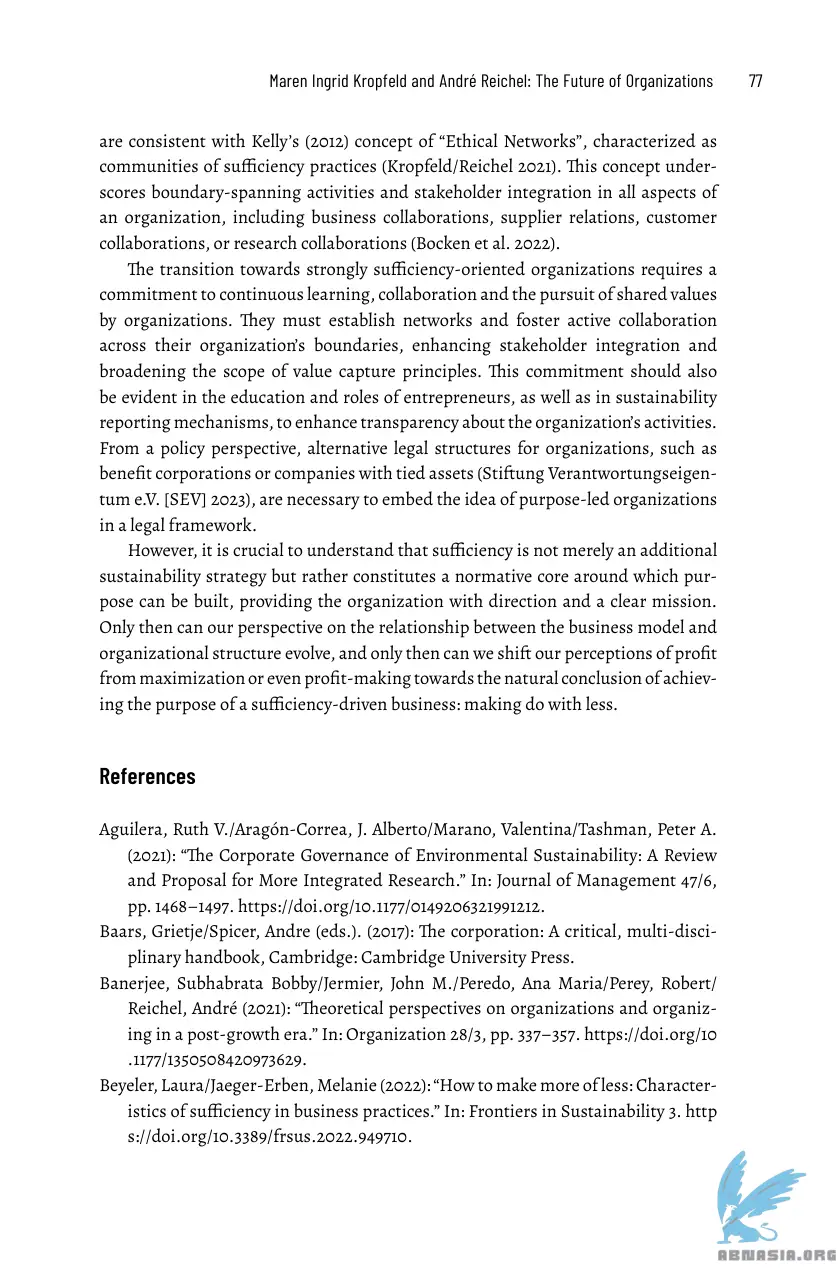 Maren Ingrid Kropfeld and André Reichel: The Future of Organizations 77
are consistent with Kelly’s (2012) concept of “Ethical Networks”, characterized as
communities of sufficiency practices (Kropfeld/Reichel 2021). This concept under-
scores boundary-spanning activities and stakeholder integration in all aspects of
an organization, including business collaborations, supplier relations, customer
collaborations, or research collaborations (Bocken et al. 2022).
The transition towards strongly sufficiency-oriented organizations requires a
commitment to continuous learning, collaboration and the pursuit of shared values
by organizations. They must establish networks and foster active collaboration
across their organization’s boundaries, enhancing stakeholder integration and
broadening the scope of value capture principles. This commitment should also
be evident in the education and roles of entrepreneurs, as well as in sustainability
reporting mechanisms, to enhance transparency about the organization’s activities.
From a policy perspective, alternative legal structures for organizations, such as
benefit corporations or companies with tied assets (Stiftung Verantwortungseigen-
tum e.V. [SEV] 2023), are necessary to embed the idea of purpose-led organizations
in a legal framework.
However, it is crucial to understand that sufficiency is not merely an additional
sustainability strategy but rather constitutes a normative core around which pur-
pose can be built, providing the organization with direction and a clear mission.
Only then can our perspective on the relationship between the business model and
organizational structure evolve, and only then can we shift our perceptions of profit
from maximization or even profit-making towards the natural conclusion of achiev-
ing the purpose of a sufficiency-driven business: making do with less.
References
Aguilera, Ruth V./Aragón-Correa, J. Alberto/Marano, Valentina/Tashman, Peter A.
(2021): “The Corporate Governance of Environmental Sustainability: A Review
and Proposal for More Integrated Research.” In: Journal of Management 47/6,
pp. 1468–1497. https://doi.org/10.1177/0149206321991212.
Baars, Grietje/Spicer, Andre (eds.). (2017): The corporation: A critical, multi-disci-
plinary handbook, Cambridge: Cambridge University Press.
Banerjee, Subhabrata Bobby/Jermier, John M./Peredo, Ana Maria/Perey, Robert/
Reichel, André (2021): “Theoretical perspectives on organizations and organiz-
ing in a post-growth era.” In: Organization 28/3, pp. 337–357. https://doi.org/10
.1177/1350508420973629.
Beyeler, Laura/Jaeger-Erben, Melanie (2022): “How to make more of less: Character-
istics of sufficiency in business practices.” In: Frontiers in Sustainability 3. http
s://doi.org/10.3389/frsus.2022.949710.
ABNASIA.ORG